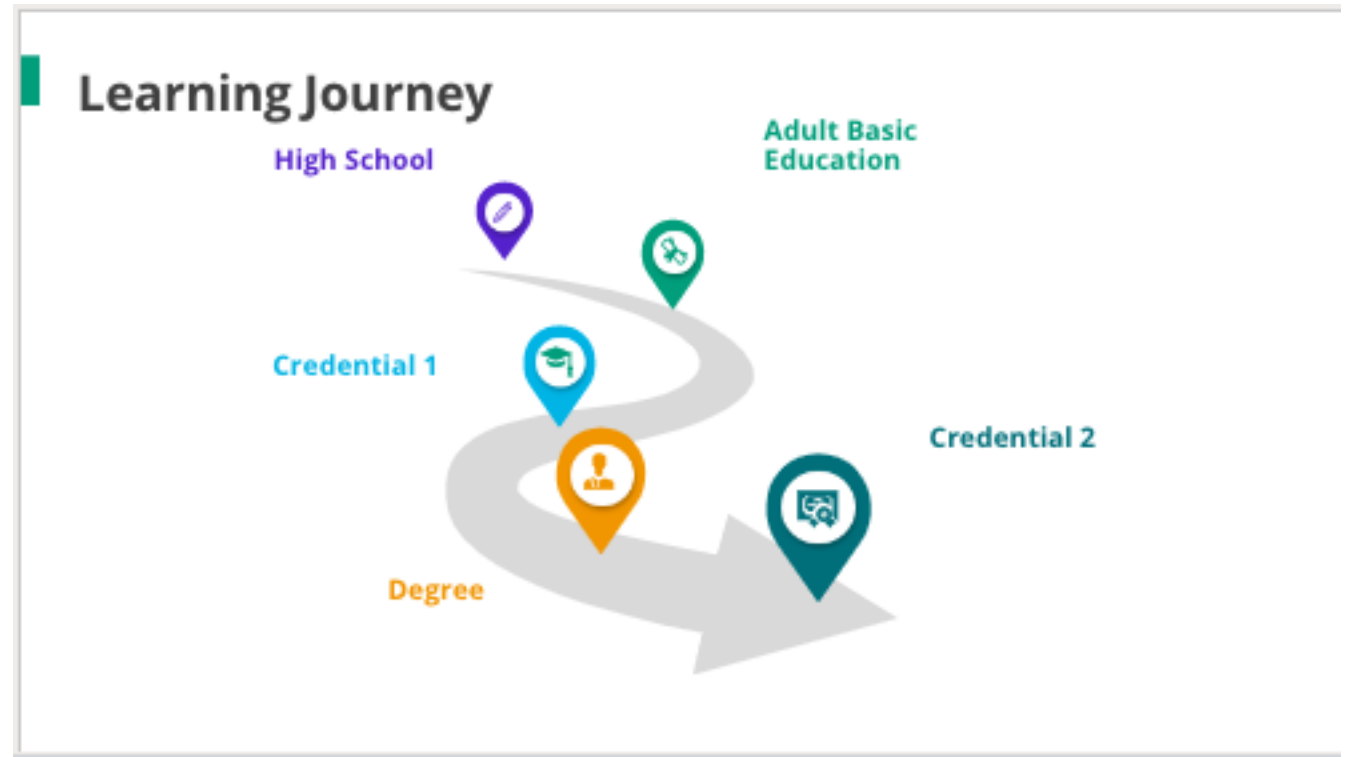 Learning Journey
High School
Adult Basic
Education
Credential 1
Credential 2
Degree